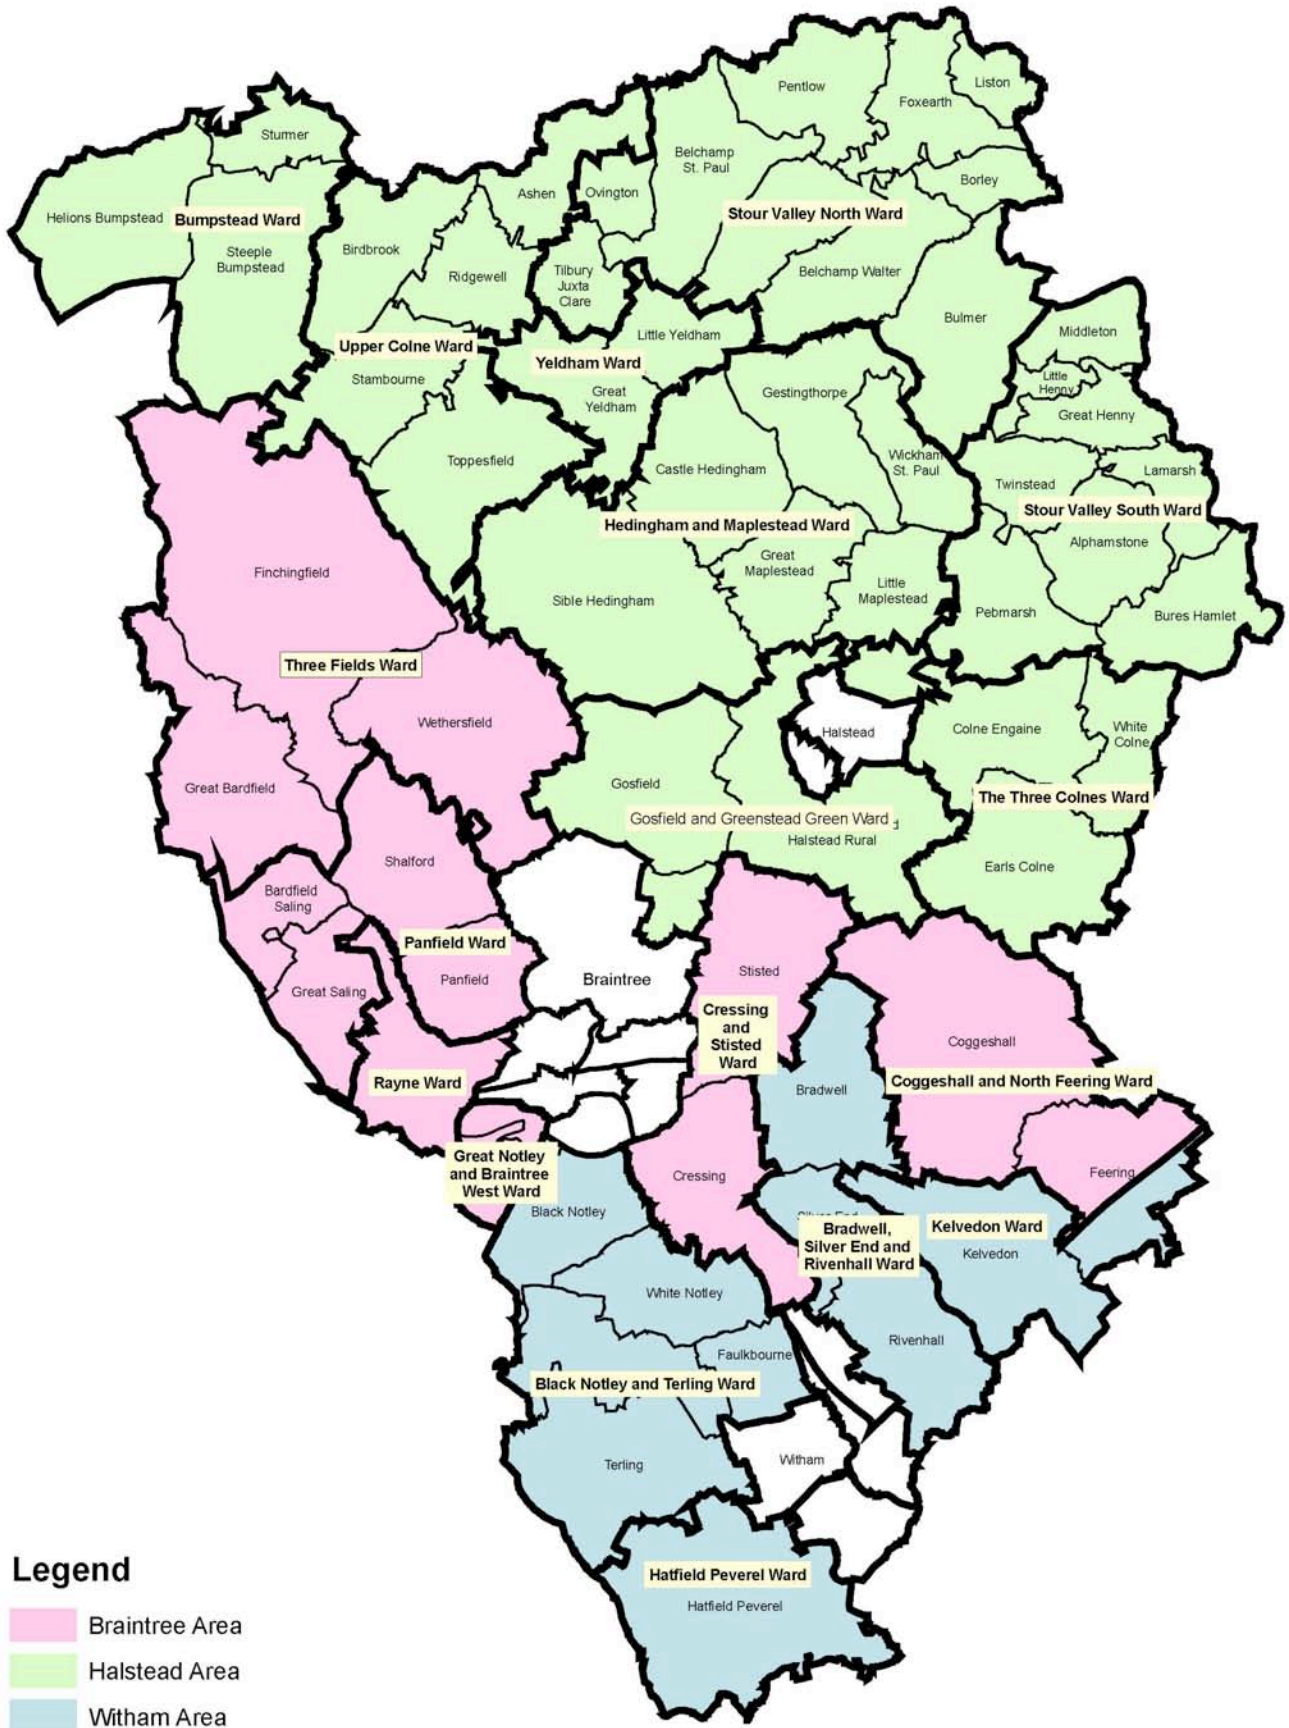 Pentlow
Liston
Foxearth
Sturmer
Belchamp
St. Paul
Borley
Ashen
Ovington
Helions Bumpstead
Bumpstead Ward
Stour Valley North Ward
Steeple
Bumpstead
Birdbrook
Ridgewell
Tilbury
Juxta
Clare
Belchamp Walter
Bulmer
Middleton
Little Yeldham
Upper Colne Ward
Yeldham Ward
Stambourne
Great
Yeldham
Gestingthorpe
Little
Henny
Great Henny
Toppesfield
Castle Hedingham
Wickham
St. Paul
Lamarsh
Twinstead
Stour Valley South Ward
Hedingham and Maplestead Ward
Alphamstone
Great
Maplestead
Little
Maplestead
Finchingfield
Sible Hedingham
Pebmarsh
Bures Hamlet
Three Fields Ward
Wethersfield
Halstead
Colne Engaine
White
Colne
Great Bardfield
Gosfield
The Three Colnes Ward
Gosfield and Greenstead Green Ward
Halstead Rural
Shalford
Earls Colne
Bardfield
Saling
Panfield Ward
Panfield
Braintree
Stisted
Great Saling
Cressing
and
Stisted
Ward
Coggeshall
Rayne Ward
Bradwell
Coggeshall and North Feering Ward
Great Notley
and Braintree
West Ward
Cressing
Feering
Black Notley
Silver End
Bradwell,
Silver End and
Rivenhall Ward
Kelvedon Ward
Kelvedon
White Notley
Rivenhall
Faulkbourne
Black Notley and Terling Ward
Terling
Witham
Hatfield Peverel Ward
Hatfield Peverel
Legend
Braintree Area
Halstead Area
Witham Area